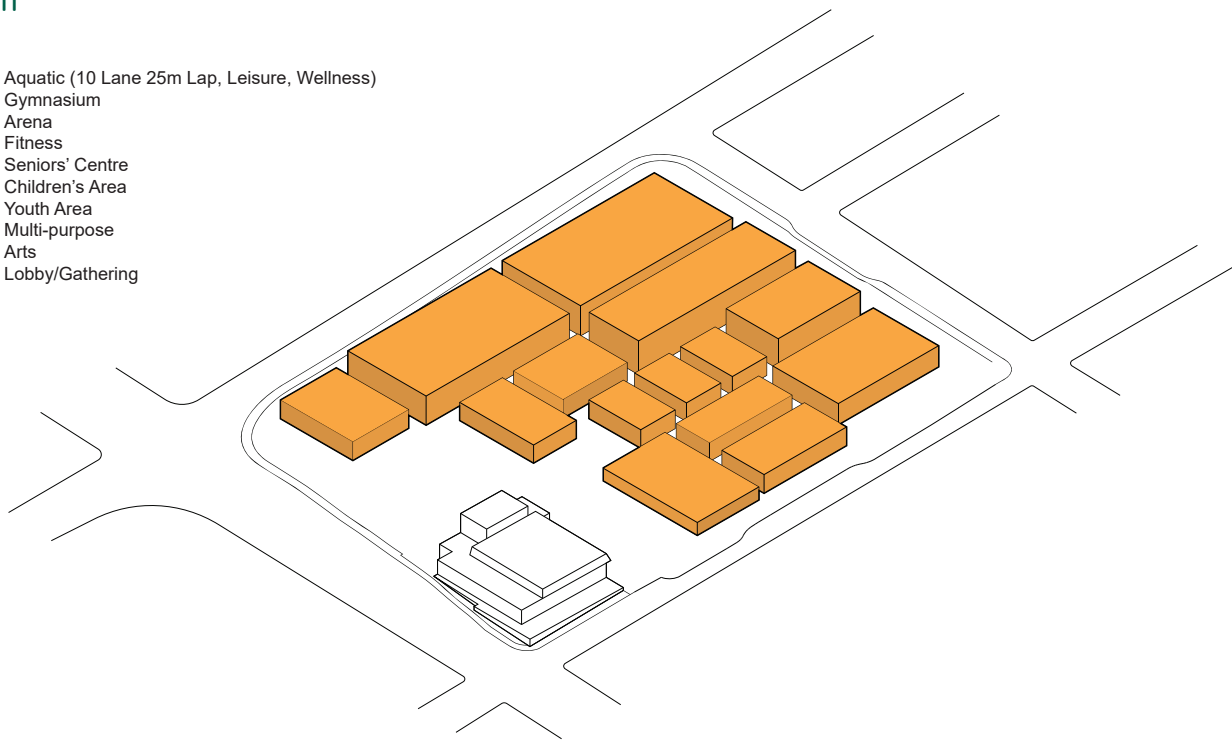 Aquatic (10 Lane 25m Lap, Leisure, Wellness)
Gymnasium
Arena
Fitness
Seniors’ Centre
Children’s Area
Youth Area
Multi-purpose
Arts
Lobby/Gathering